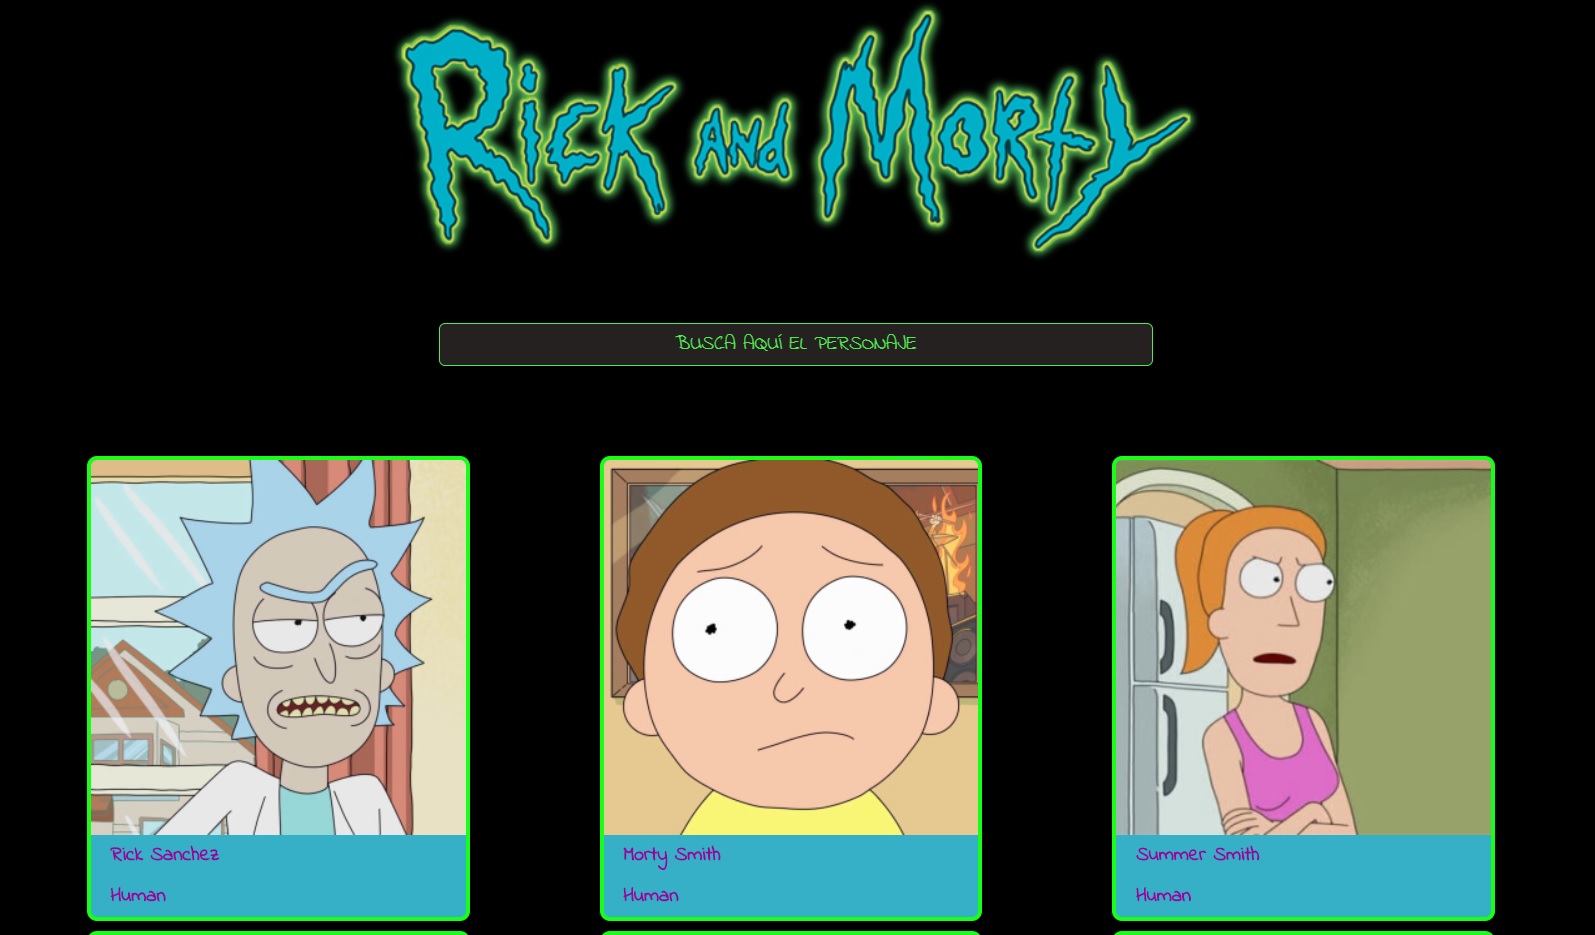 Rick and Morty
BUSCA AQUÍ EL PERSONAJE
Rick Sanchez
Human
Morty Smith
Human
Summer Smith
Human